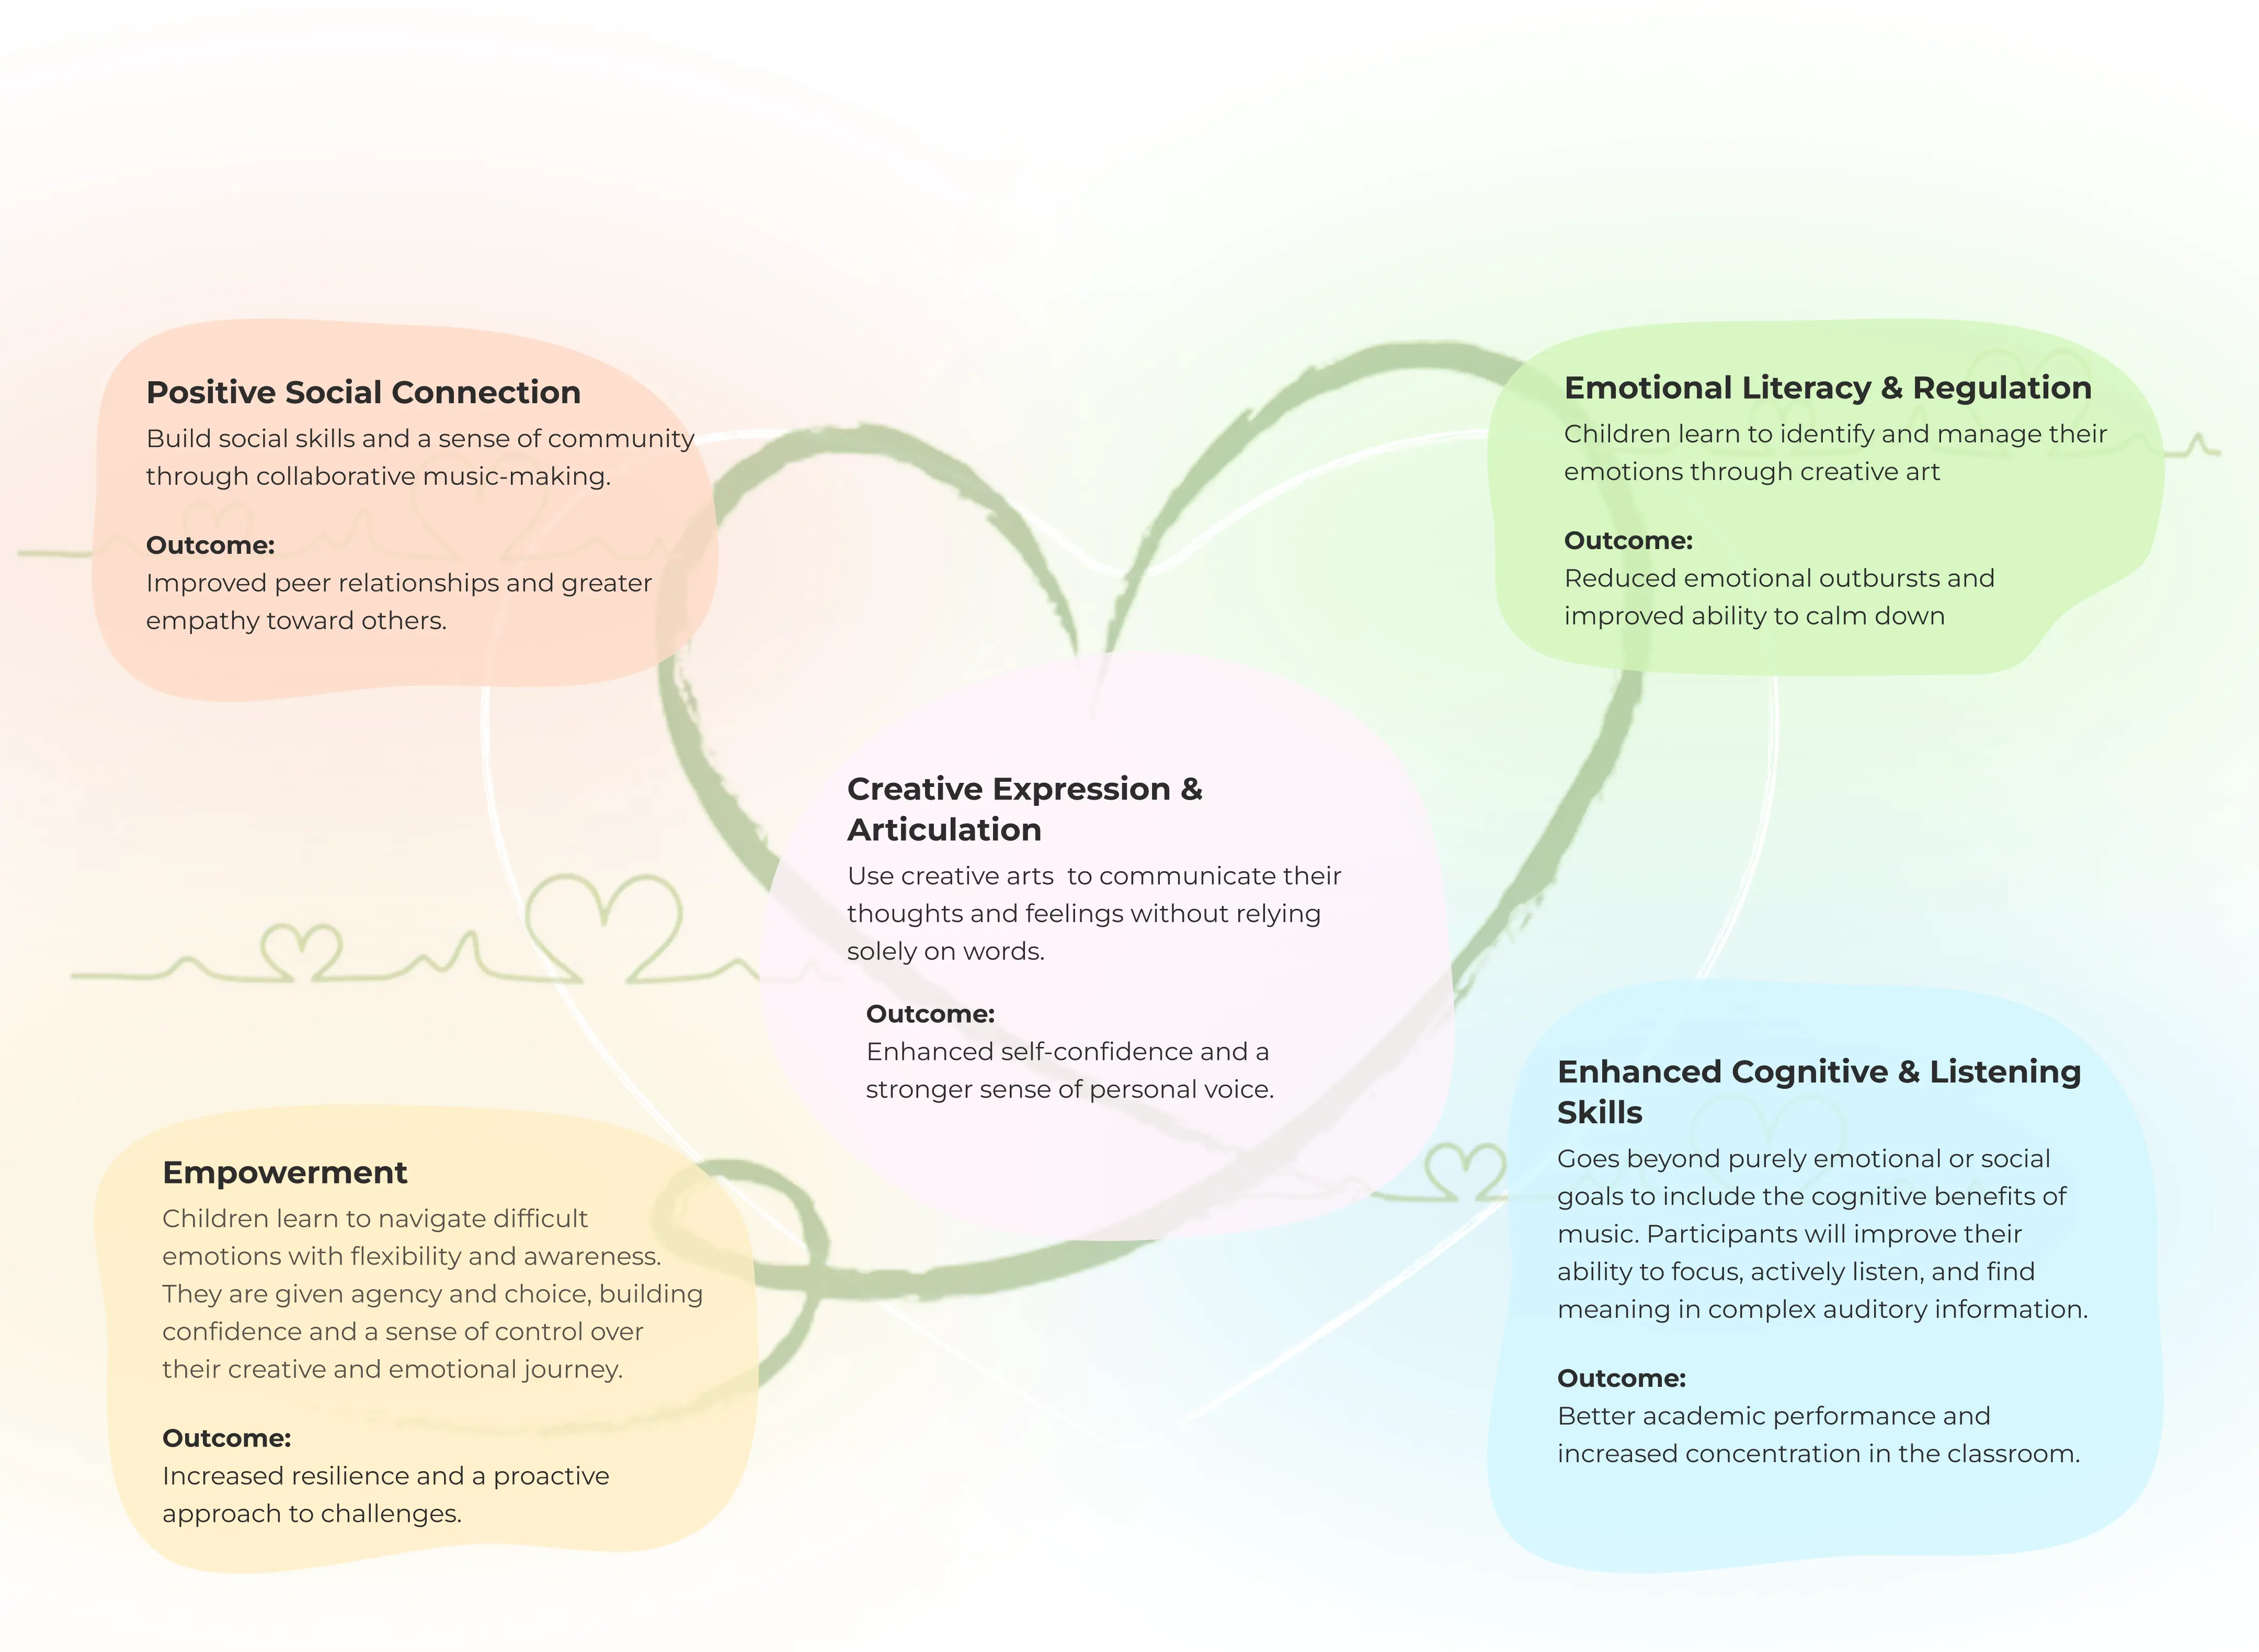 Positive Social Connection
Build social skills and a sense of community
through collaborative music-making.
Outcome:
Improved peer relationships and greater
empathy toward others.
Emotional Literacy & Regulation
Children learn to identify and manage their
emotions through creative art
Outcome:
Reduced emotional outbursts and
improved ability to calm down
Creative Expression &
Articulation
Use creative arts  to communicate their
thoughts and feelings without relying
solely on words.
Outcome:
Enhanced self-confidence and a
stronger sense of personal voice.
Empowerment
Children learn to navigate difficult
emotions with flexibility and awareness.
They are given agency and choice, building
confidence and a sense of control over
their creative and emotional journey.
Outcome:
Increased resilience and a proactive
approach to challenges.
Enhanced Cognitive & Listening
Skills
Goes beyond purely emotional or social
goals to include the cognitive benefits of
music. Participants will improve their
ability to focus, actively listen, and find
meaning in complex auditory information.
Outcome:
Better academic performance and
increased concentration in the classroom.